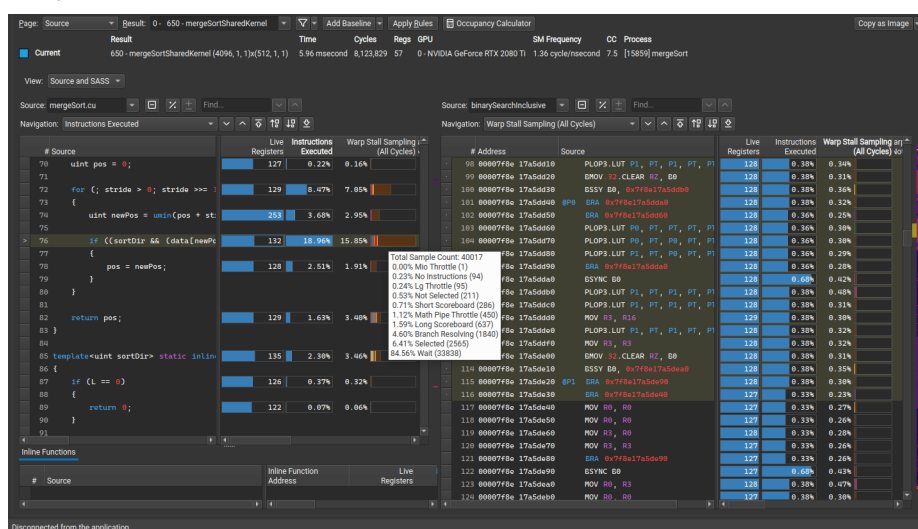 Page: Source Result: 0 - 650 - mergeSortSharedKernel Add Baseline Apply Rules Occupancy Calculator Copy as Image
Result Time Cycles Regs GPU SM Frequency CC Process
Current 650 - mergeSortSharedKernel (4096, 1, 1)x(512, 1, 1) 5.96 msecond 8,123,829 57 0 - NVIDIA GeForce RTX 2080 Ti 1.36 cycle/nsecond 7.5 [15859] mergeSort
View: Source and SASS
Source: mergeSort.cu Find...
Navigation: Instructions Executed
# Source Live Registers Instructions Executed Warp Stall Sampling (All Cycles)
70 uint pos = 0; 127 0.22% 0.16%
71
72 for (; stride > 0; stride >>= 129 8.47% 7.05%
73 {
74 uint newPos = umin(pos + st 253 3.68% 2.95%
75
76 if ((sortDir && (data[newPo 132 18.96% 15.85%
77 {
78 pos = newPos; 128 2.51% 1.91%
79 }
80 }
81
82 return pos; 129 1.63% 3.40%
83 }
84
85 template<uint sortDir> static inlin 135 2.30% 3.46%
86 {
87 if (L == 0) 126 0.37% 0.32%
88 {
89 return 0; 122 0.07% 0.06%
90 }
91
Total Sample Count: 40017
0.00% Mio Throttle (1)
0.23% No Instructions (94)
0.24% Lg Throttle (95)
0.53% Not Selected (211)
0.71% Short Scoreboard (286)
1.12% Math Pipe Throttle (450)
1.59% Long Scoreboard (637)
4.60% Branch Resolving (1840)
6.41% Selected (2565)
84.56% Wait (33838)
Inline Functions
# Source Inline Function Address Live Registers
Source: binarySearchInclusive Find...
Navigation: Warp Stall Sampling (All Cycles)
# Address Source Live Registers Instructions Executed Warp Stall Sampling (All Cycles)
98 00007f8e 17a5dd10 PLOP3.LUT P1, PT, P1, PT, P1 128 0.38% 0.34%
99 00007f8e 17a5dd20 BMOV.32.CLEAR RZ, B0 128 0.38% 0.31%
100 00007f8e 17a5dd30 BSSY B0, 0x7f8e17a5ddb0 128 0.38% 0.36%
101 00007f8e 17a5dd40 @P0 BRA 0x7f8e17a5dda0 128 0.38% 0.32%
102 00007f8e 17a5dd50 BRA 0x7f8e17a5dd60 128 0.38% 0.25%
103 00007f8e 17a5dd60 PLOP3.LUT P0, PT, P1, PT, P1 128 0.38% 0.30%
104 00007f8e 17a5dd70 PLOP3.LUT P0, PT, P0, PT, P1 128 0.38% 0.30%
105 00007f8e 17a5dd80 PLOP3.LUT P1, PT, P0, PT, P1 128 0.36% 0.29%
106 00007f8e 17a5dd90 BRA 0x7f8e17a5dda0 128 0.36% 0.28%
107 00007f8e 17a5dda0 BSYNC B0 128 0.68% 0.42%
108 00007f8e 17a5ddb0 PLOP3.LUT P1, PT, P1, PT, P1 128 0.38% 0.48%
109 00007f8e 17a5ddc0 PLOP3.LUT P1, PT, P1, PT, P1 128 0.38% 0.31%
110 00007f8e 17a5ddd0 MOV R3, R16 129 0.38% 0.30%
111 00007f8e 17a5dde0 PLOP3.LUT P1, PT, P1, PT, P1 128 0.38% 0.32%
112 00007f8e 17a5ddf0 MOV R3, R3 128 0.38% 0.32%
113 00007f8e 17a5de00 BMOV.32.CLEAR RZ, B0 128 0.38% 0.31%
114 00007f8e 17a5de10 BSSY B0, 0x7f8e17a5dea0 128 0.38% 0.35%
115 00007f8e 17a5de20 @P1 BRA 0x7f8e17a5de90 128 0.38% 0.30%
116 00007f8e 17a5de30 BRA 0x7f8e17a5de40 127 0.33% 0.23%
117 00007f8e 17a5de40 MOV R0, R0 127 0.33% 0.27%
118 00007f8e 17a5de50 MOV R0, R0 127 0.33% 0.26%
119 00007f8e 17a5de60 MOV R3, R0 127 0.33% 0.28%
120 00007f8e 17a5de70 MOV R3, R3 127 0.33% 0.26%
121 00007f8e 17a5de80 BRA 0x7f8e17a5de90 127 0.33% 0.26%
122 00007f8e 17a5de90 BSYNC B0 127 0.68% 0.43%
123 00007f8e 17a5dea0 MOV R0, R3 128 0.38% 0.47%
124 00007f8e 17a5deb0 MOV R0, R0 127 0.38% 0.30%
Disconnected from the application